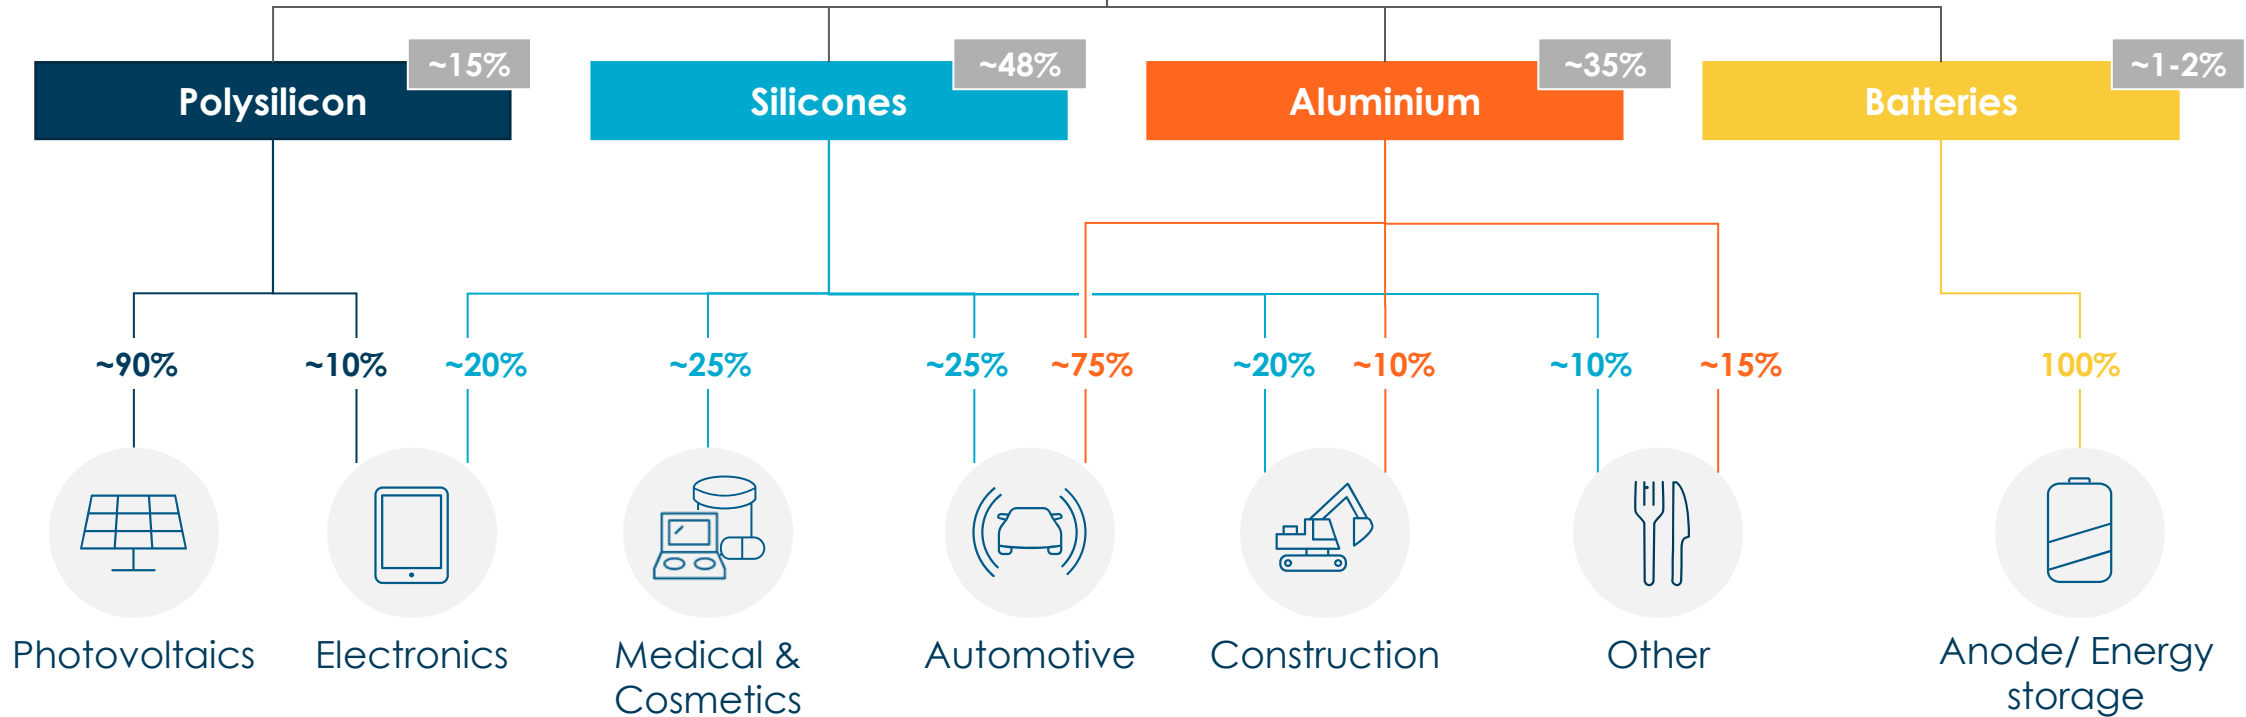 ~15%
Polysilicon
~48%
Silicones
~35%
Aluminium
~1-2%
Batteries
~90%
~10%
~20%
~25%
~25%
~75%
~20%
~10%
~10%
~15%
100%
Photovoltaics
Electronics
Medical &
Cosmetics
Automotive
Construction
Other
Anode/ Energy
storage